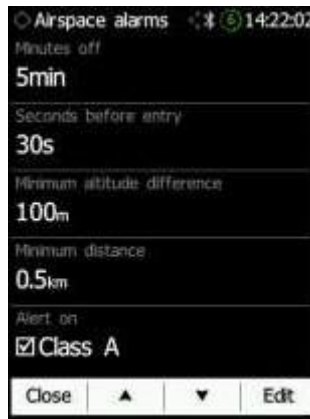 Airspace alarms 6 14:22:02
Minutes off
5min
Seconds before entry
30s
Minimum altitude difference
100m
Minimum distance
0.5km
Alert on
Class A
Close Edit